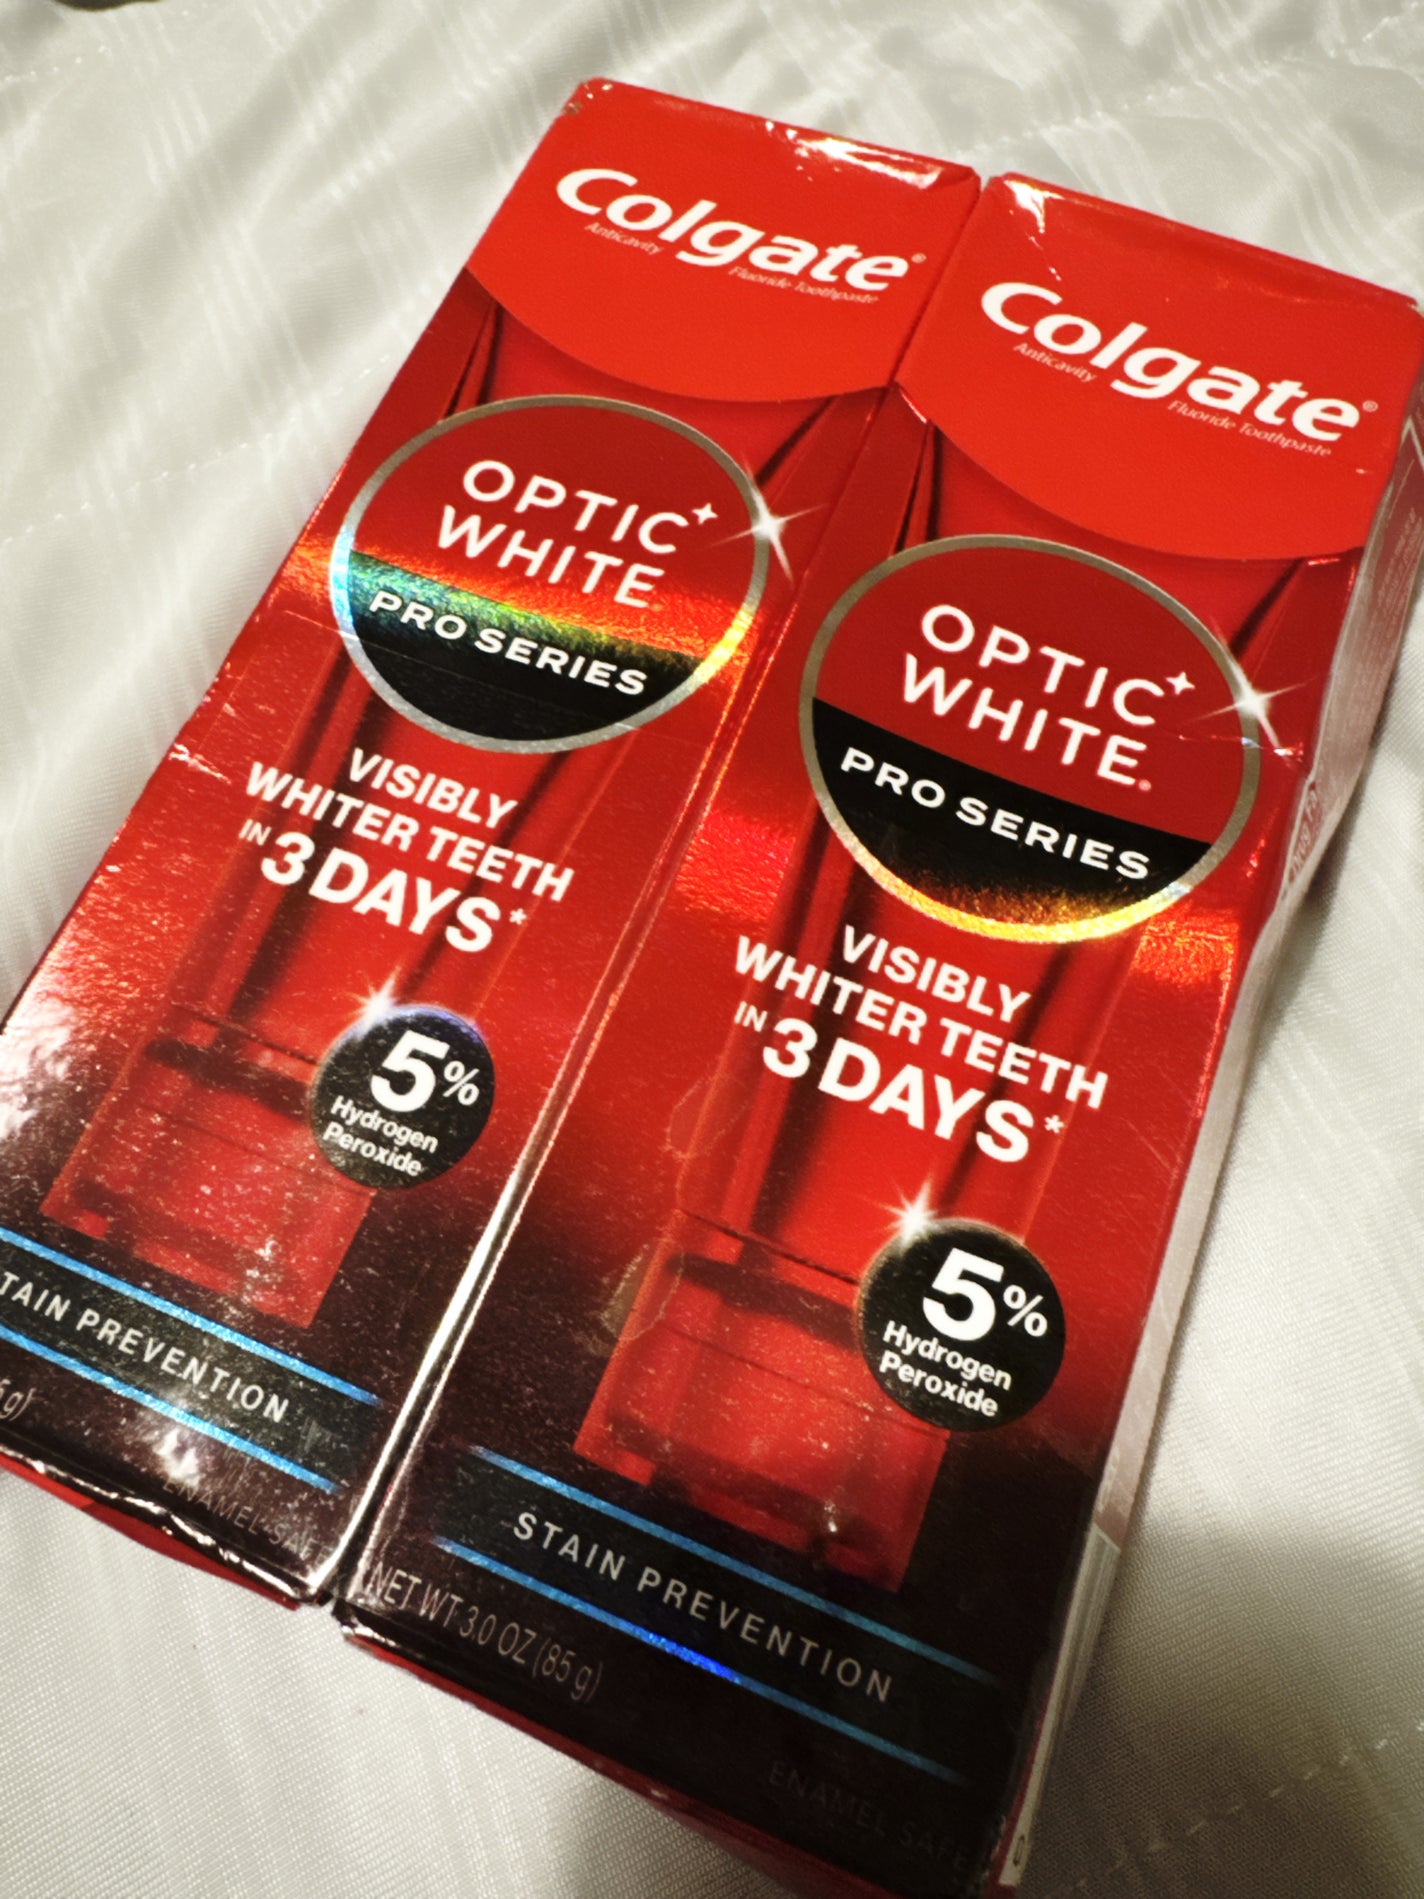 Colgate®
Anticavity Fluoride Toothpaste
OPTIC
WHITE
PRO SERIES
VISIBLY
WHITER TEETH
IN 3 DAYS*
5%
Hydrogen
Peroxide
TAIN PREVENTION
g)
ENAMEL SAFE
Colgate®
Anticavity Fluoride Toothpaste
OPTIC
WHITE®
PRO SERIES
VISIBLY
WHITER TEETH
IN 3 DAYS*
5%
Hydrogen
Peroxide
STAIN PREVENTION
NET WT 3.0 OZ (85 g)
ENAMEL SAFE